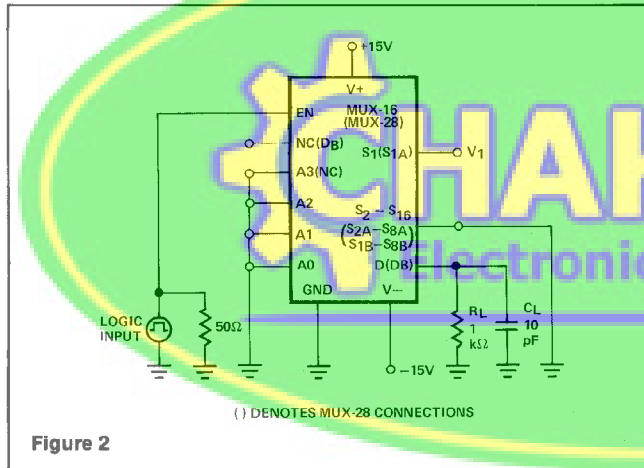 +15V
V+
EN
MUX-16
(MUX-28)
NC(DB)
S1(S1A)
V1
A3(NC)
A2
S2 – S16
(S2A–S8A)
(S1B–S8B)
A1
A0
D(DB)
GND
V–
LOGIC
INPUT
50Ω
RL
1
kΩ
CL
10
pF
–15V
( ) DENOTES MUX-28 CONNECTIONS
Figure 2
CHAH
Electronic